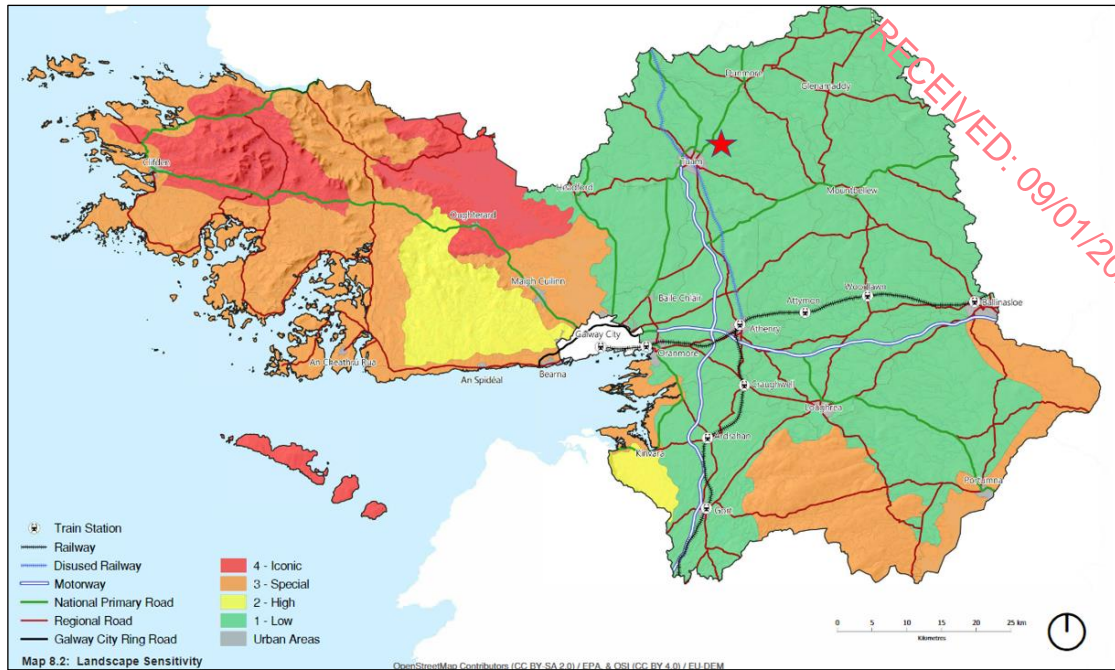 RECEIVED: 09/01/20
Dunmore
Glenamaddy
Tuam
Clifden
Headford
Mountbellew
Oughterard
Maigh Cuilinn
Baile Chláir
Woodlawn
Attymon
Ballinasloe
Galway City
Athenry
Oranmore
An Cheathrú Rua
An Spidéal
Bearna
Craughwell
Loughrea
Ardrahan
Kinvara
Portumna
Gort
Train Station
Railway
Disused Railway
Motorway
National Primary Road
Regional Road
Galway City Ring Road
4 - Iconic
3 - Special
2 - High
1 - Low
Urban Areas
0 5 10 15 20 25 km
Kilometres
Map 8.2: Landscape Sensitivity
OpenStreetMap Contributors (CC BY-SA 2.0) / EPA, & OSI (CC BY 4.0) / EU-DEM